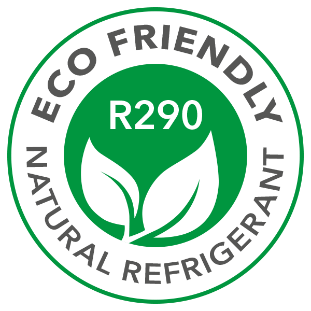 ECO FRIENDLY
R290
NATURAL REFRIGERANT